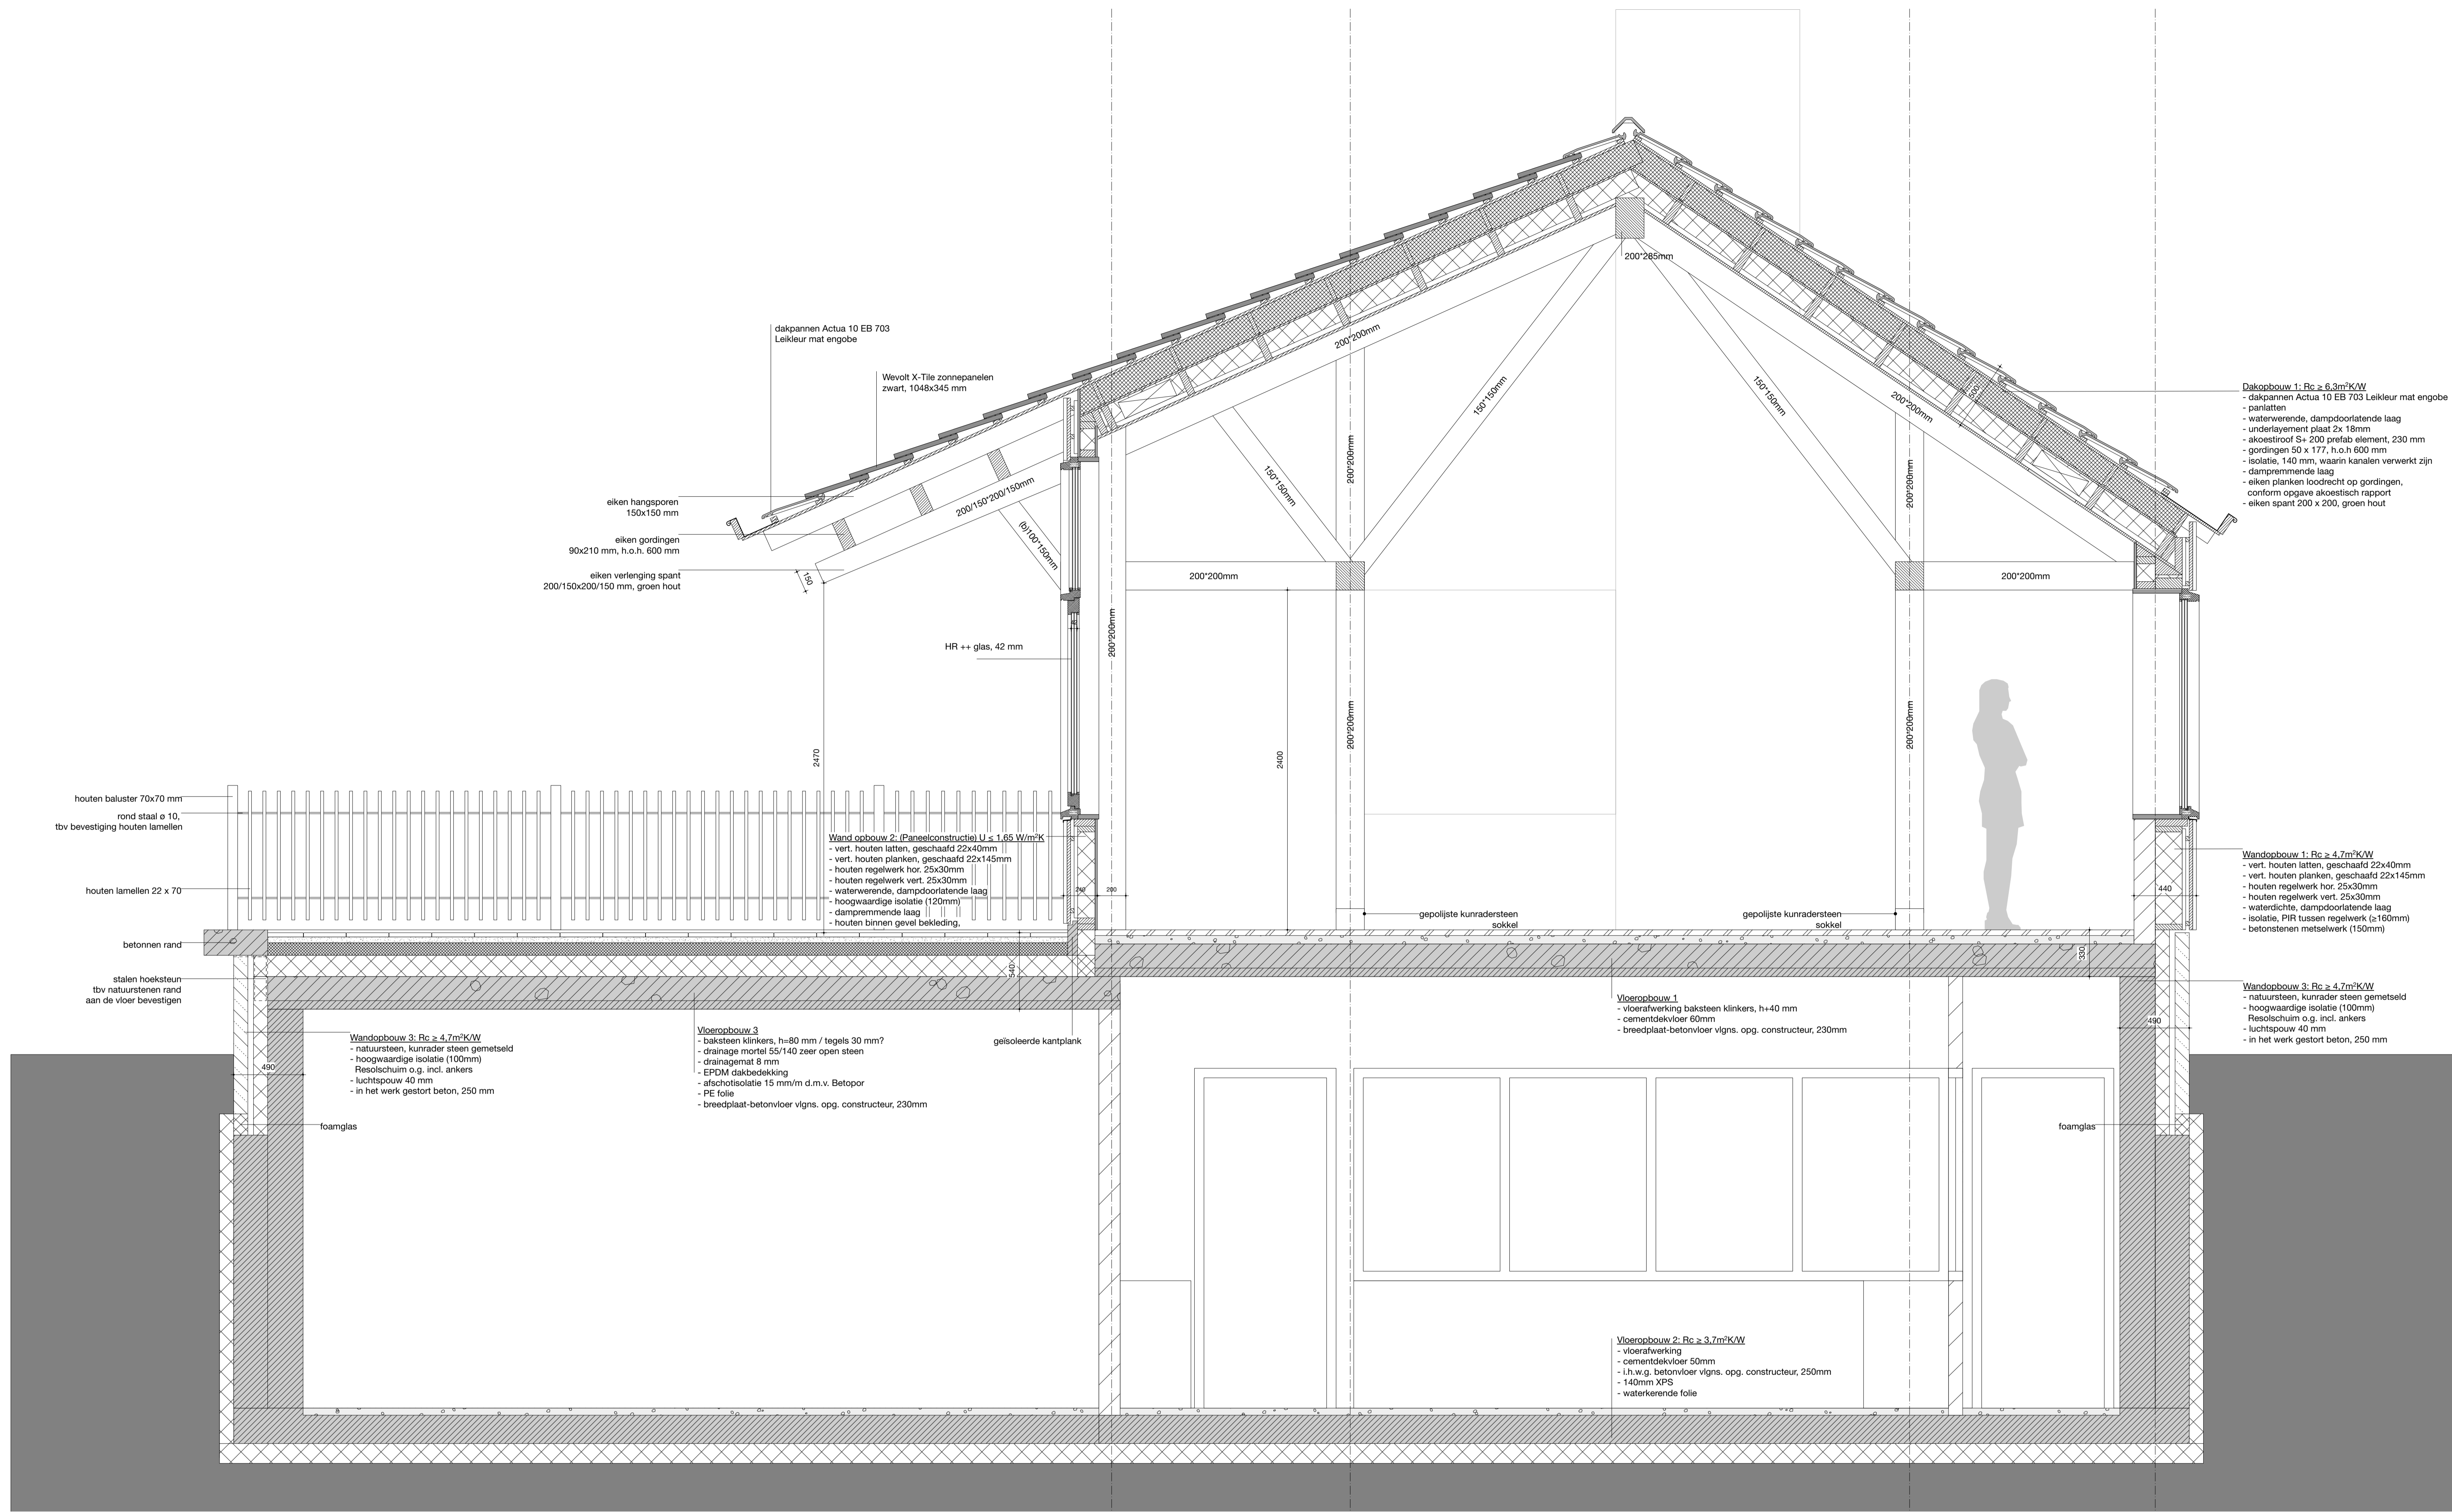 200*285mm
dakpannen Actua 10 EB 703
Leikleur mat engobe
Wevolt X-Tile zonnepanelen
zwart, 1048x345 mm
200*200mm
150*150mm
150*150mm
200*200mm
500
Dakopbouw 1: Rc ≥ 6,3m²K/W
- dakpannen Actua 10 EB 703 Leikleur mat engobe
- panlatten
- waterwerende, dampdoorlatende laag
- underlayement plaat 2x 18mm
- akoestiroof S+ 200 prefab element, 230 mm
- gordingen 50 x 177, h.o.h 600 mm
- isolatie, 140 mm, waarin kanalen verwerkt zijn
- dampremmende laag
- eiken planken loodrecht op gordingen,
conform opgave akoestisch rapport
- eiken spant 200 x 200, groen hout
eiken hangsporen
150x150 mm
200/150*200/150mm
(b)100*150mm
150*150mm
200*200mm
200*200mm
eiken gordingen
90x210 mm, h.o.h. 600 mm
eiken verlenging spant
200/150x200/150 mm, groen hout
150
200*200mm
200*200mm
HR ++ glas, 42 mm
200*200mm
200*200mm
200*200mm
2470
2400
houten baluster 70x70 mm
rond staal ø 10,
tbv bevestiging houten lamellen
houten lamellen 22 x 70
betonnen rand
stalen hoeksteun
tbv natuurstenen rand
aan de vloer bevestigen
Wand opbouw 2: (Paneelconstructie) U ≤ 1,65 W/m²K
- vert. houten latten, geschaafd 22x40mm
- vert. houten planken, geschaafd 22x145mm
- houten regelwerk hor. 25x30mm
- houten regelwerk vert. 25x30mm
- waterwerende, dampdoorlatende laag
- hoogwaardige isolatie (120mm)
- dampremmende laag
- houten binnen gevel bekleding,
240
200
gepolijste kunradersteen
sokkel
gepolijste kunradersteen
sokkel
440
Wandopbouw 1: Rc ≥ 4,7m²K/W
- vert. houten latten, geschaafd 22x40mm
- vert. houten planken, geschaafd 22x145mm
- houten regelwerk hor. 25x30mm
- houten regelwerk vert. 25x30mm
- waterdichte, dampdoorlatende laag
- isolatie, PIR tussen regelwerk (≥160mm)
- betonstenen metselwerk (150mm)
540
330
Wandopbouw 3: Rc ≥ 4,7m²K/W
- natuursteen, kunrader steen gemetseld
- hoogwaardige isolatie (100mm)
Resolschuim o.g. incl. ankers
- luchtspouw 40 mm
- in het werk gestort beton, 250 mm
490
Vloeropbouw 1
- vloerafwerking baksteen klinkers, h+40 mm
- cementdekvloer 60mm
- breedplaat-betonvloer vlgns. opg. constructeur, 230mm
geïsoleerde kantplank
Vloeropbouw 3
- baksteen klinkers, h=80 mm / tegels 30 mm?
- drainage mortel 55/140 zeer open steen
- drainagemat 8 mm
- EPDM dakbedekking
- afschotisolatie 15 mm/m d.m.v. Betopor
- PE folie
- breedplaat-betonvloer vlgns. opg. constructeur, 230mm
Wandopbouw 3: Rc ≥ 4,7m²K/W
- natuursteen, kunrader steen gemetseld
- hoogwaardige isolatie (100mm)
Resolschuim o.g. incl. ankers
- luchtspouw 40 mm
- in het werk gestort beton, 250 mm
490
foamglas
foamglas
Vloeropbouw 2: Rc ≥ 3,7m²K/W
- vloerafwerking
- cementdekvloer 50mm
- i.h.w.g. betonvloer vlgns. opg. constructeur, 250mm
- 140mm XPS
- waterkerende folie